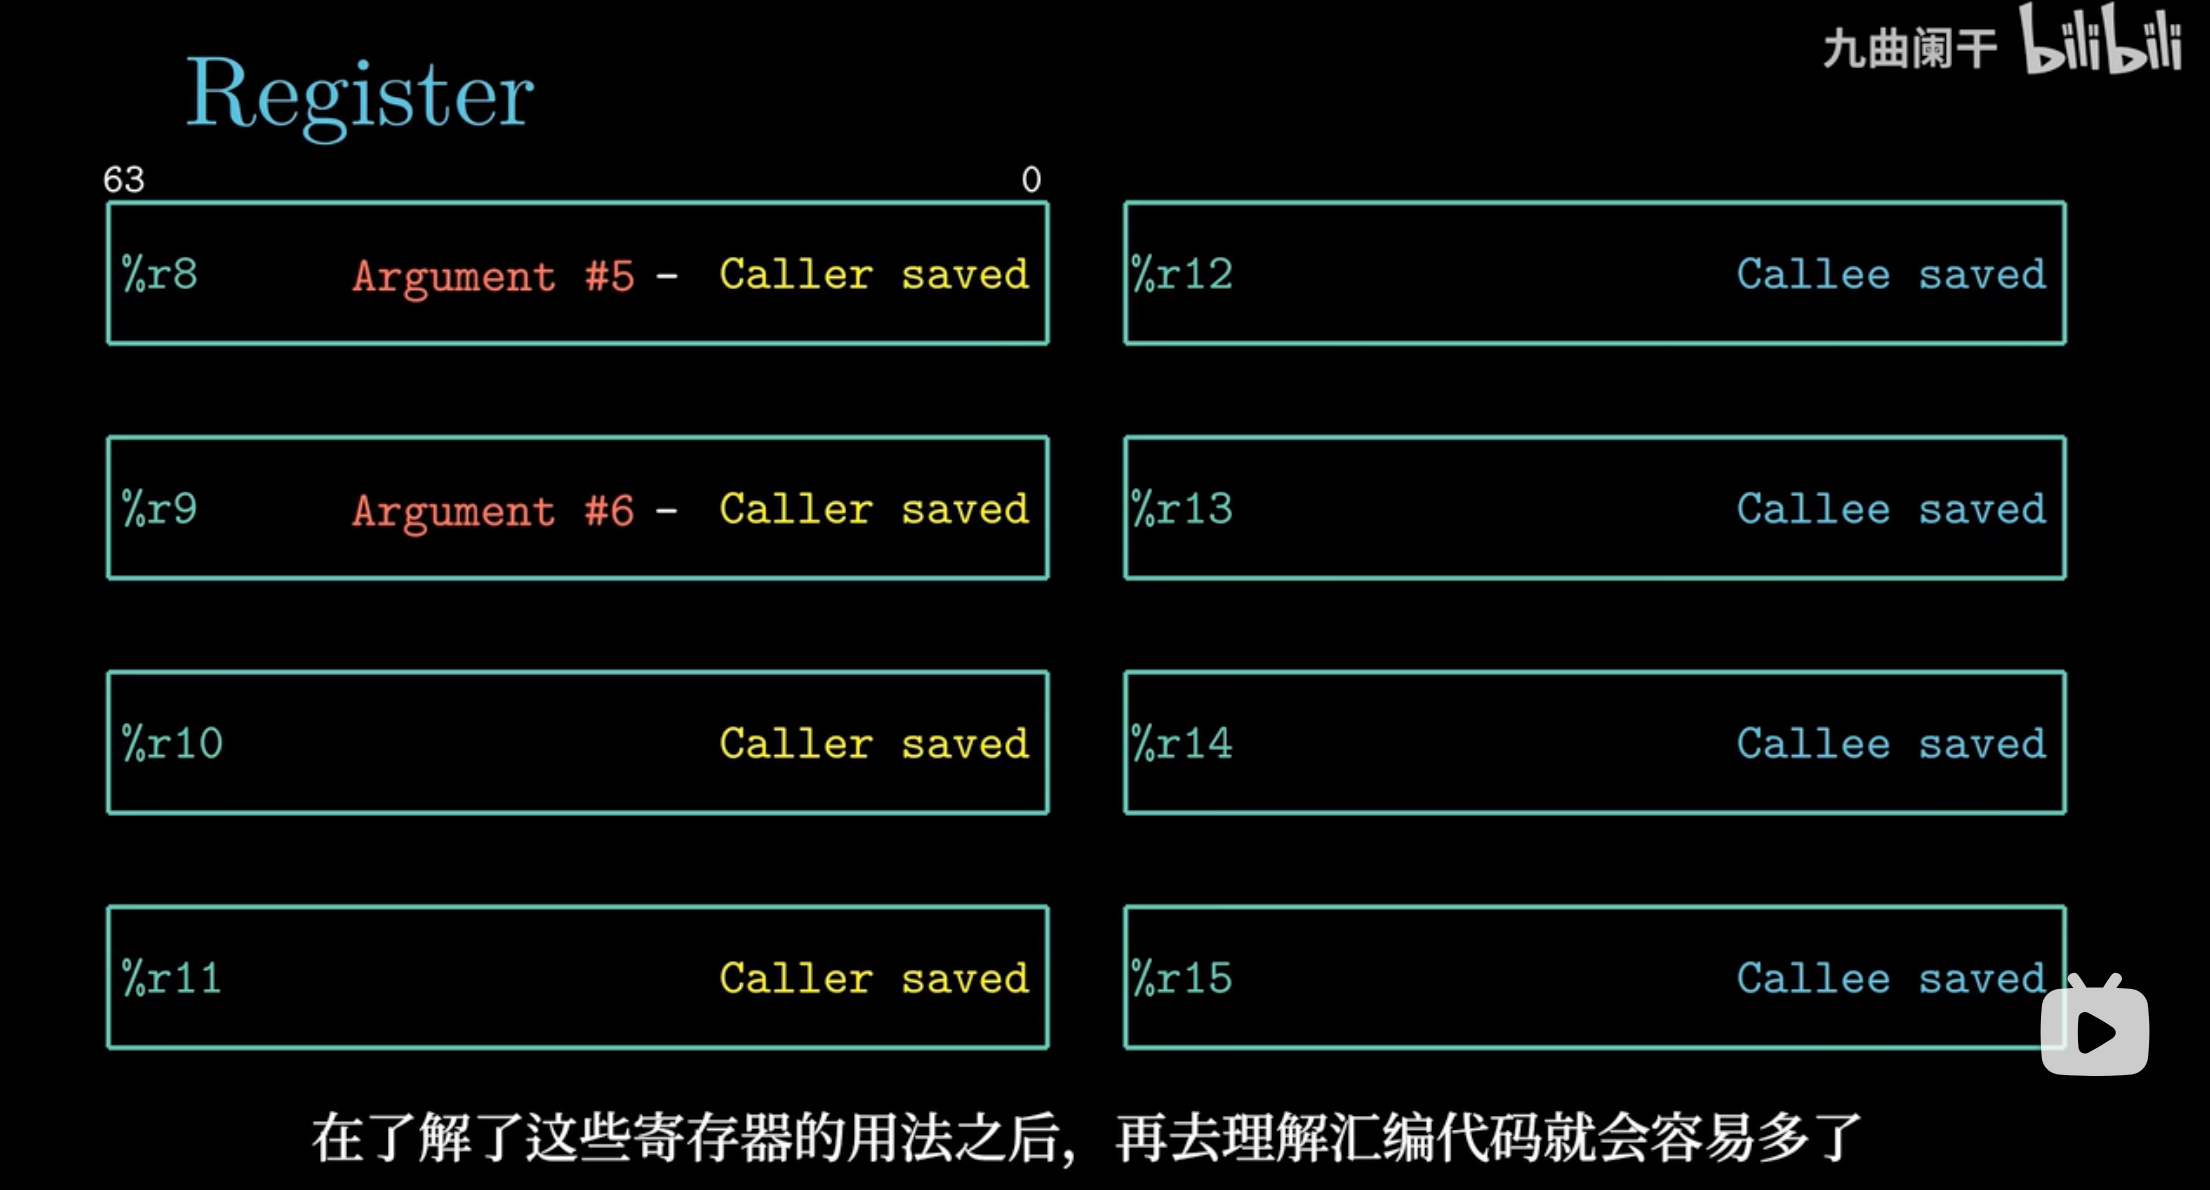 九曲阑干 bilibili
Register
63 0
%r8 Argument #5 - Caller saved
%r12 Callee saved
%r9 Argument #6 - Caller saved
%r13 Callee saved
%r10 Caller saved
%r14 Callee saved
%r11 Caller saved
%r15 Callee saved
在了解了这些寄存器的用法之后，再去理解汇编代码就会容易多了